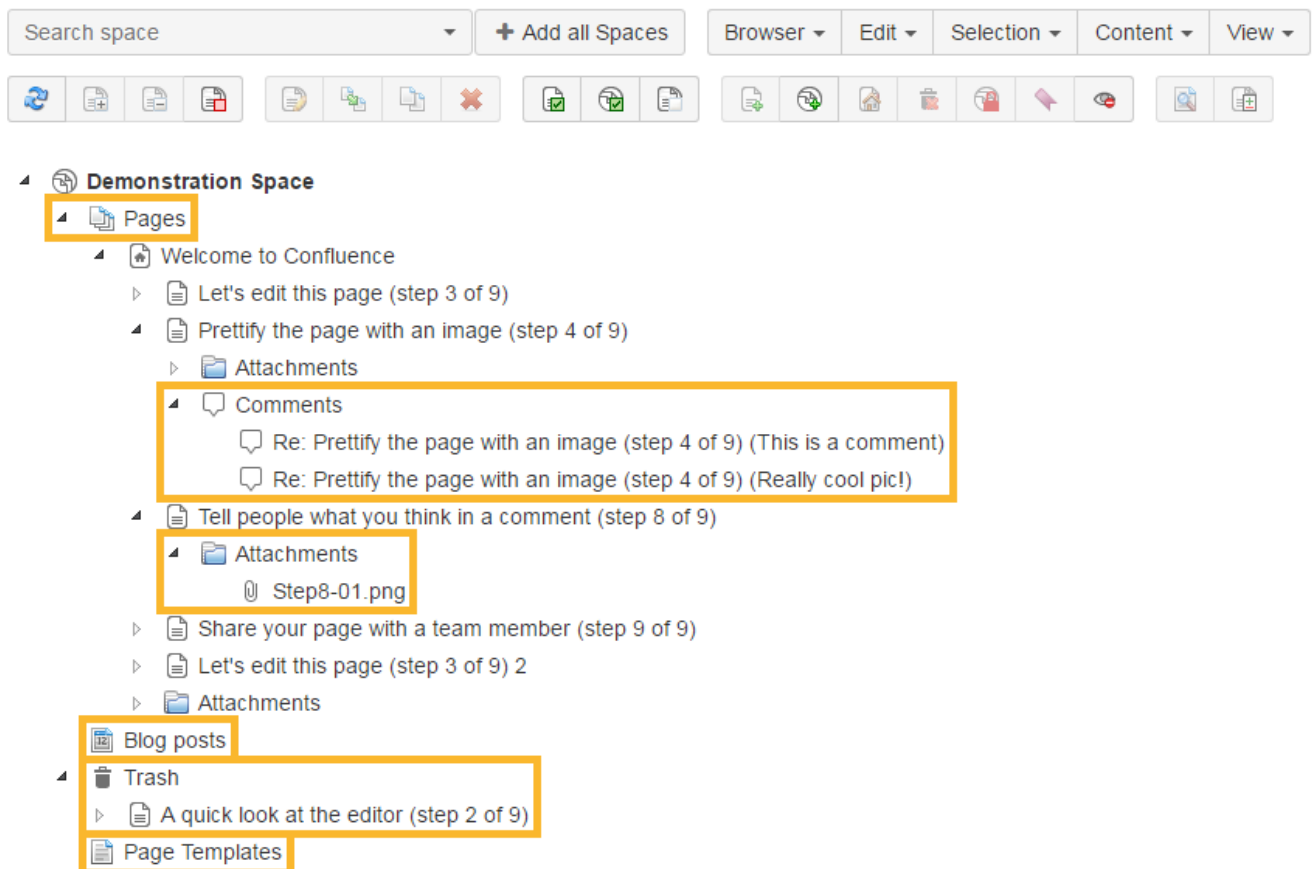 Search space + Add all Spaces Browser Edit Selection Content View
Demonstration Space
Pages
Welcome to Confluence
Let's edit this page (step 3 of 9)
Prettify the page with an image (step 4 of 9)
Attachments
Comments
Re: Prettify the page with an image (step 4 of 9) (This is a comment)
Re: Prettify the page with an image (step 4 of 9) (Really cool pic!)
Tell people what you think in a comment (step 8 of 9)
Attachments
Step8-01.png
Share your page with a team member (step 9 of 9)
Let's edit this page (step 3 of 9) 2
Attachments
12 Blog posts
Trash
A quick look at the editor (step 2 of 9)
Page Templates